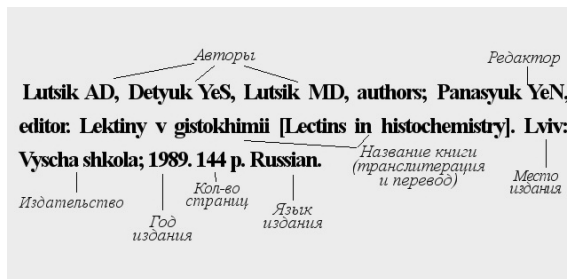 Авторы
Редактор
Lutsik AD, Detyuk YeS, Lutsik MD, authors; Panasyuk YeN,
editor. Lektiny v gistokhimii [Lectins in histochemistry]. Lviv:
Vyscha shkola; 1989. 144 p. Russian.
Название книги
(транслитерация
и перевод)
Место
издания
Издательство
Кол-во
страниц
Год
издания
Язык
издания